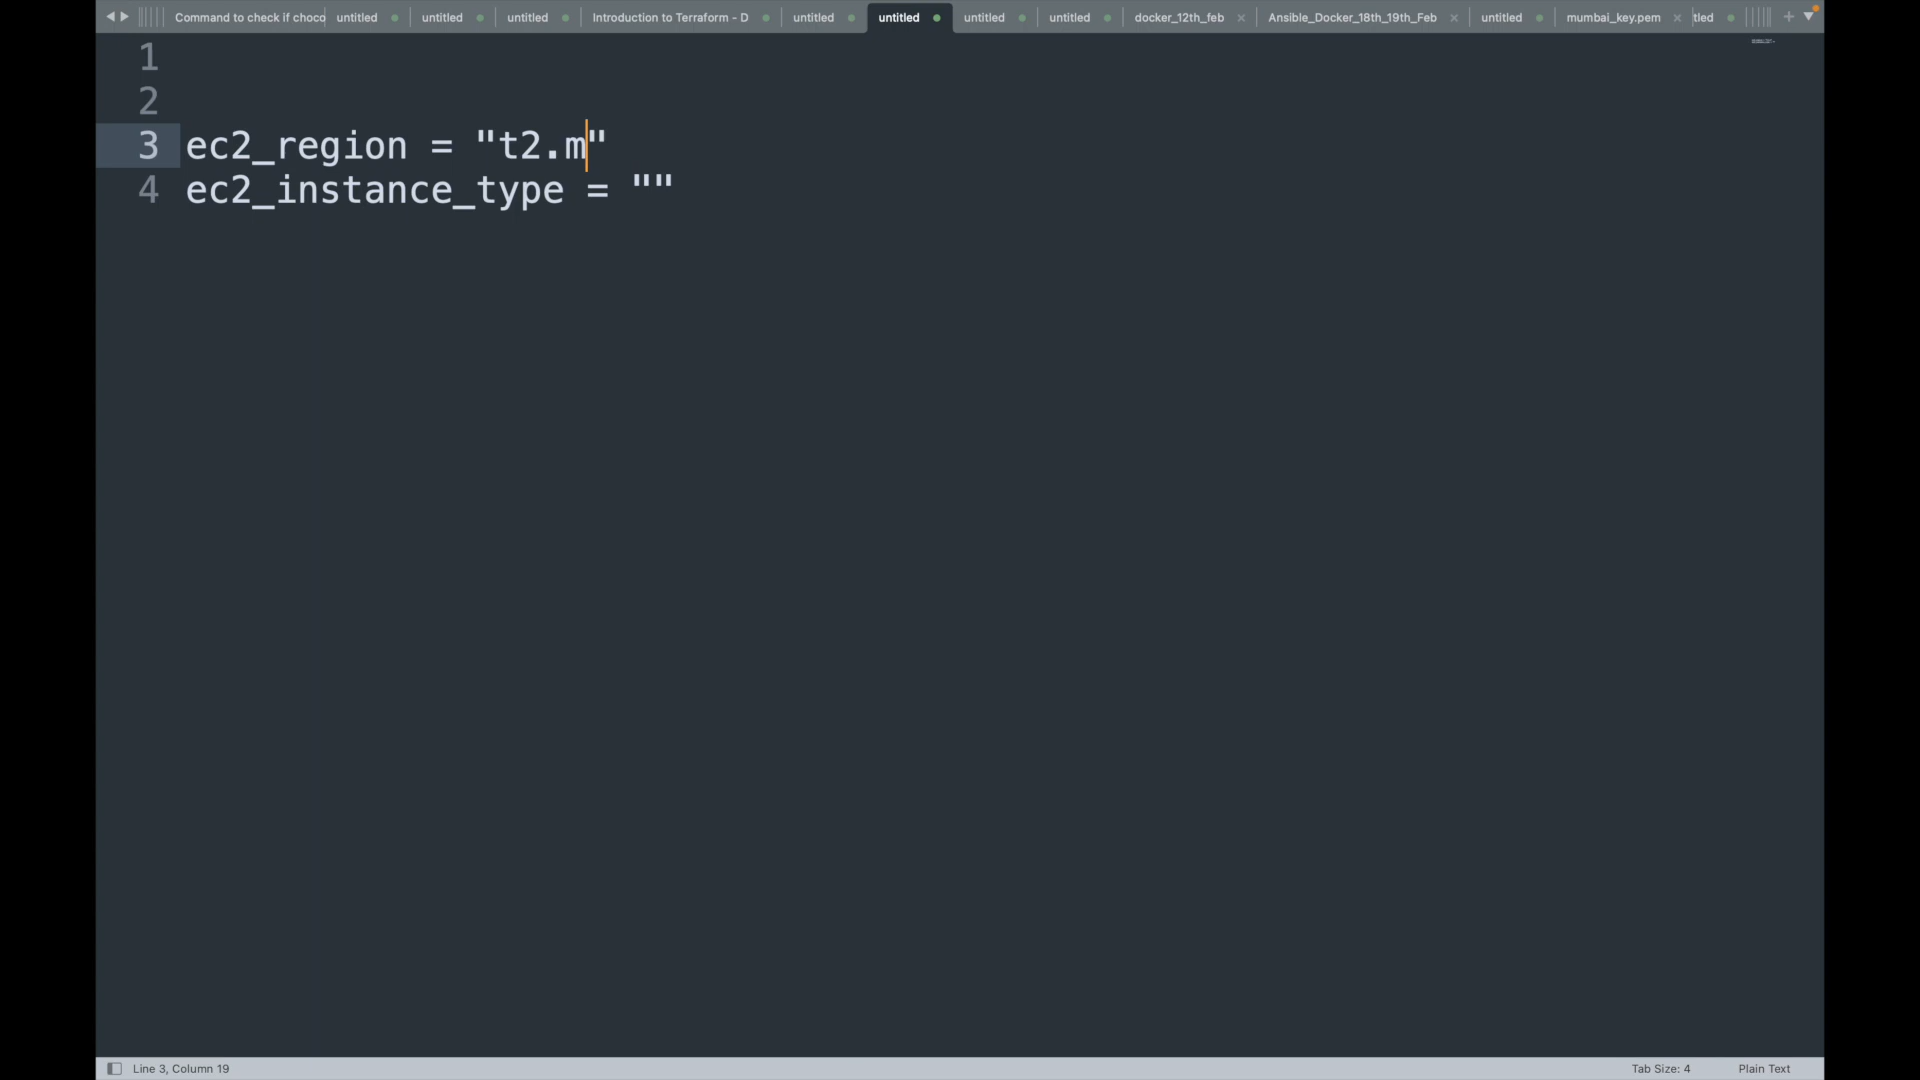 Command to check if choco untitled untitled untitled Introduction to Terraform - D untitled untitled untitled untitled docker_12th_feb Ansible_Docker_18th_19th_Feb untitled mumbai_key.pem tled
1
2
3 ec2_region = "t2.m"
4 ec2_instance_type = ""
Line 3, Column 19 Tab Size: 4 Plain Text